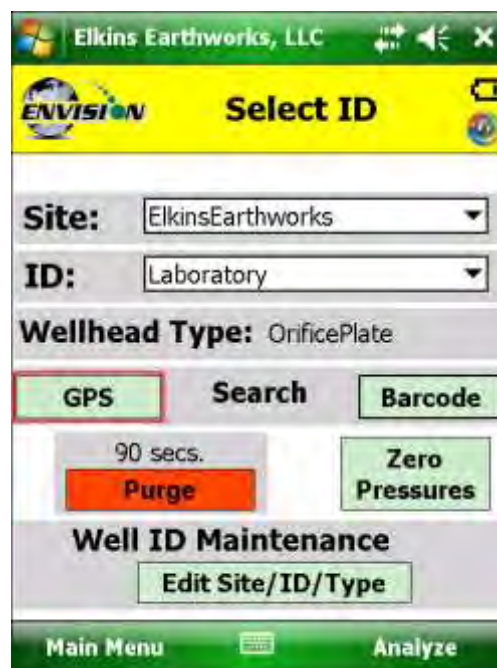 Elkins Earthworks, LLC
ENVISION Select ID
Site: ElkinsEarthworks
ID: Laboratory
Wellhead Type: OrificePlate
GPS Search Barcode
90 secs.
Purge
Zero
Pressures
Well ID Maintenance
Edit Site/ID/Type
Main Menu Analyze